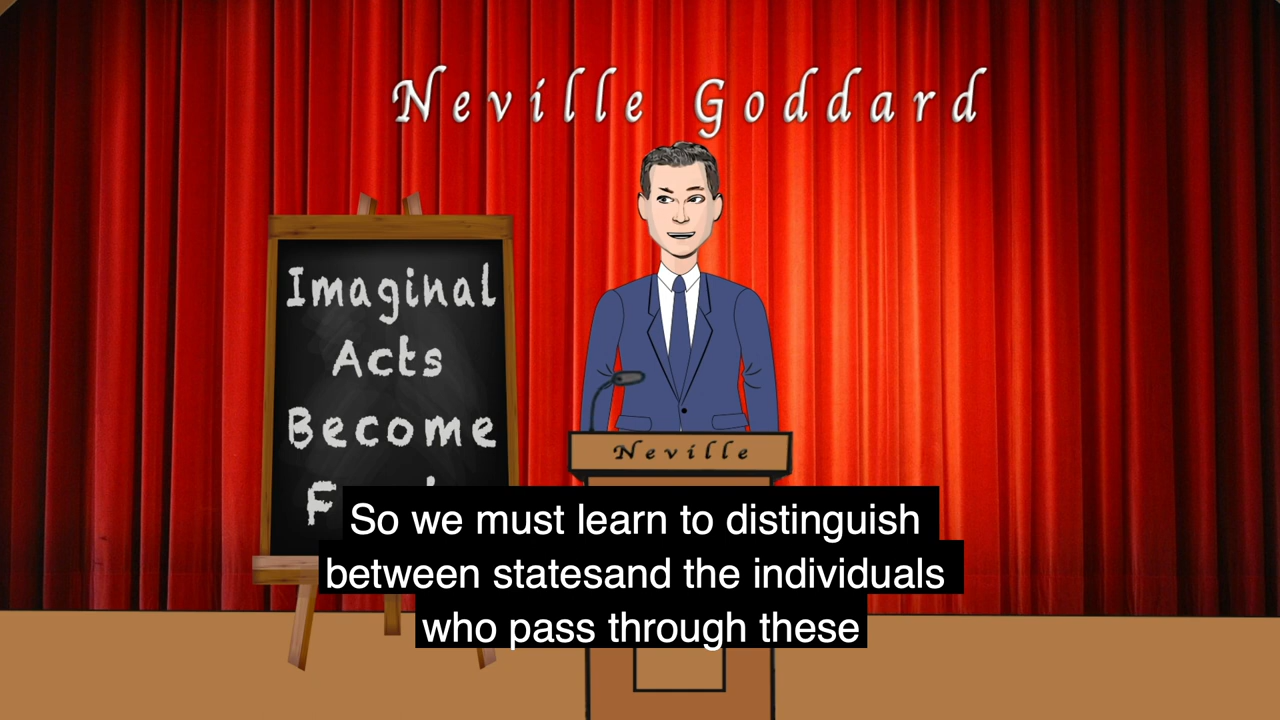 Neville Goddard
Imaginal
Acts
Become
Neville
So we must learn to distinguish
between statesand the individuals
who pass through these